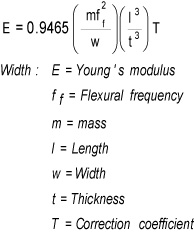 E = 0.9465 (mf_f^2 / w) (l^3 / t^3) T
Width : E = Young's modulus
f_f = Flexural frequency
m = mass
l = Length
w = Width
t = Thickness
T = Correction coefficient